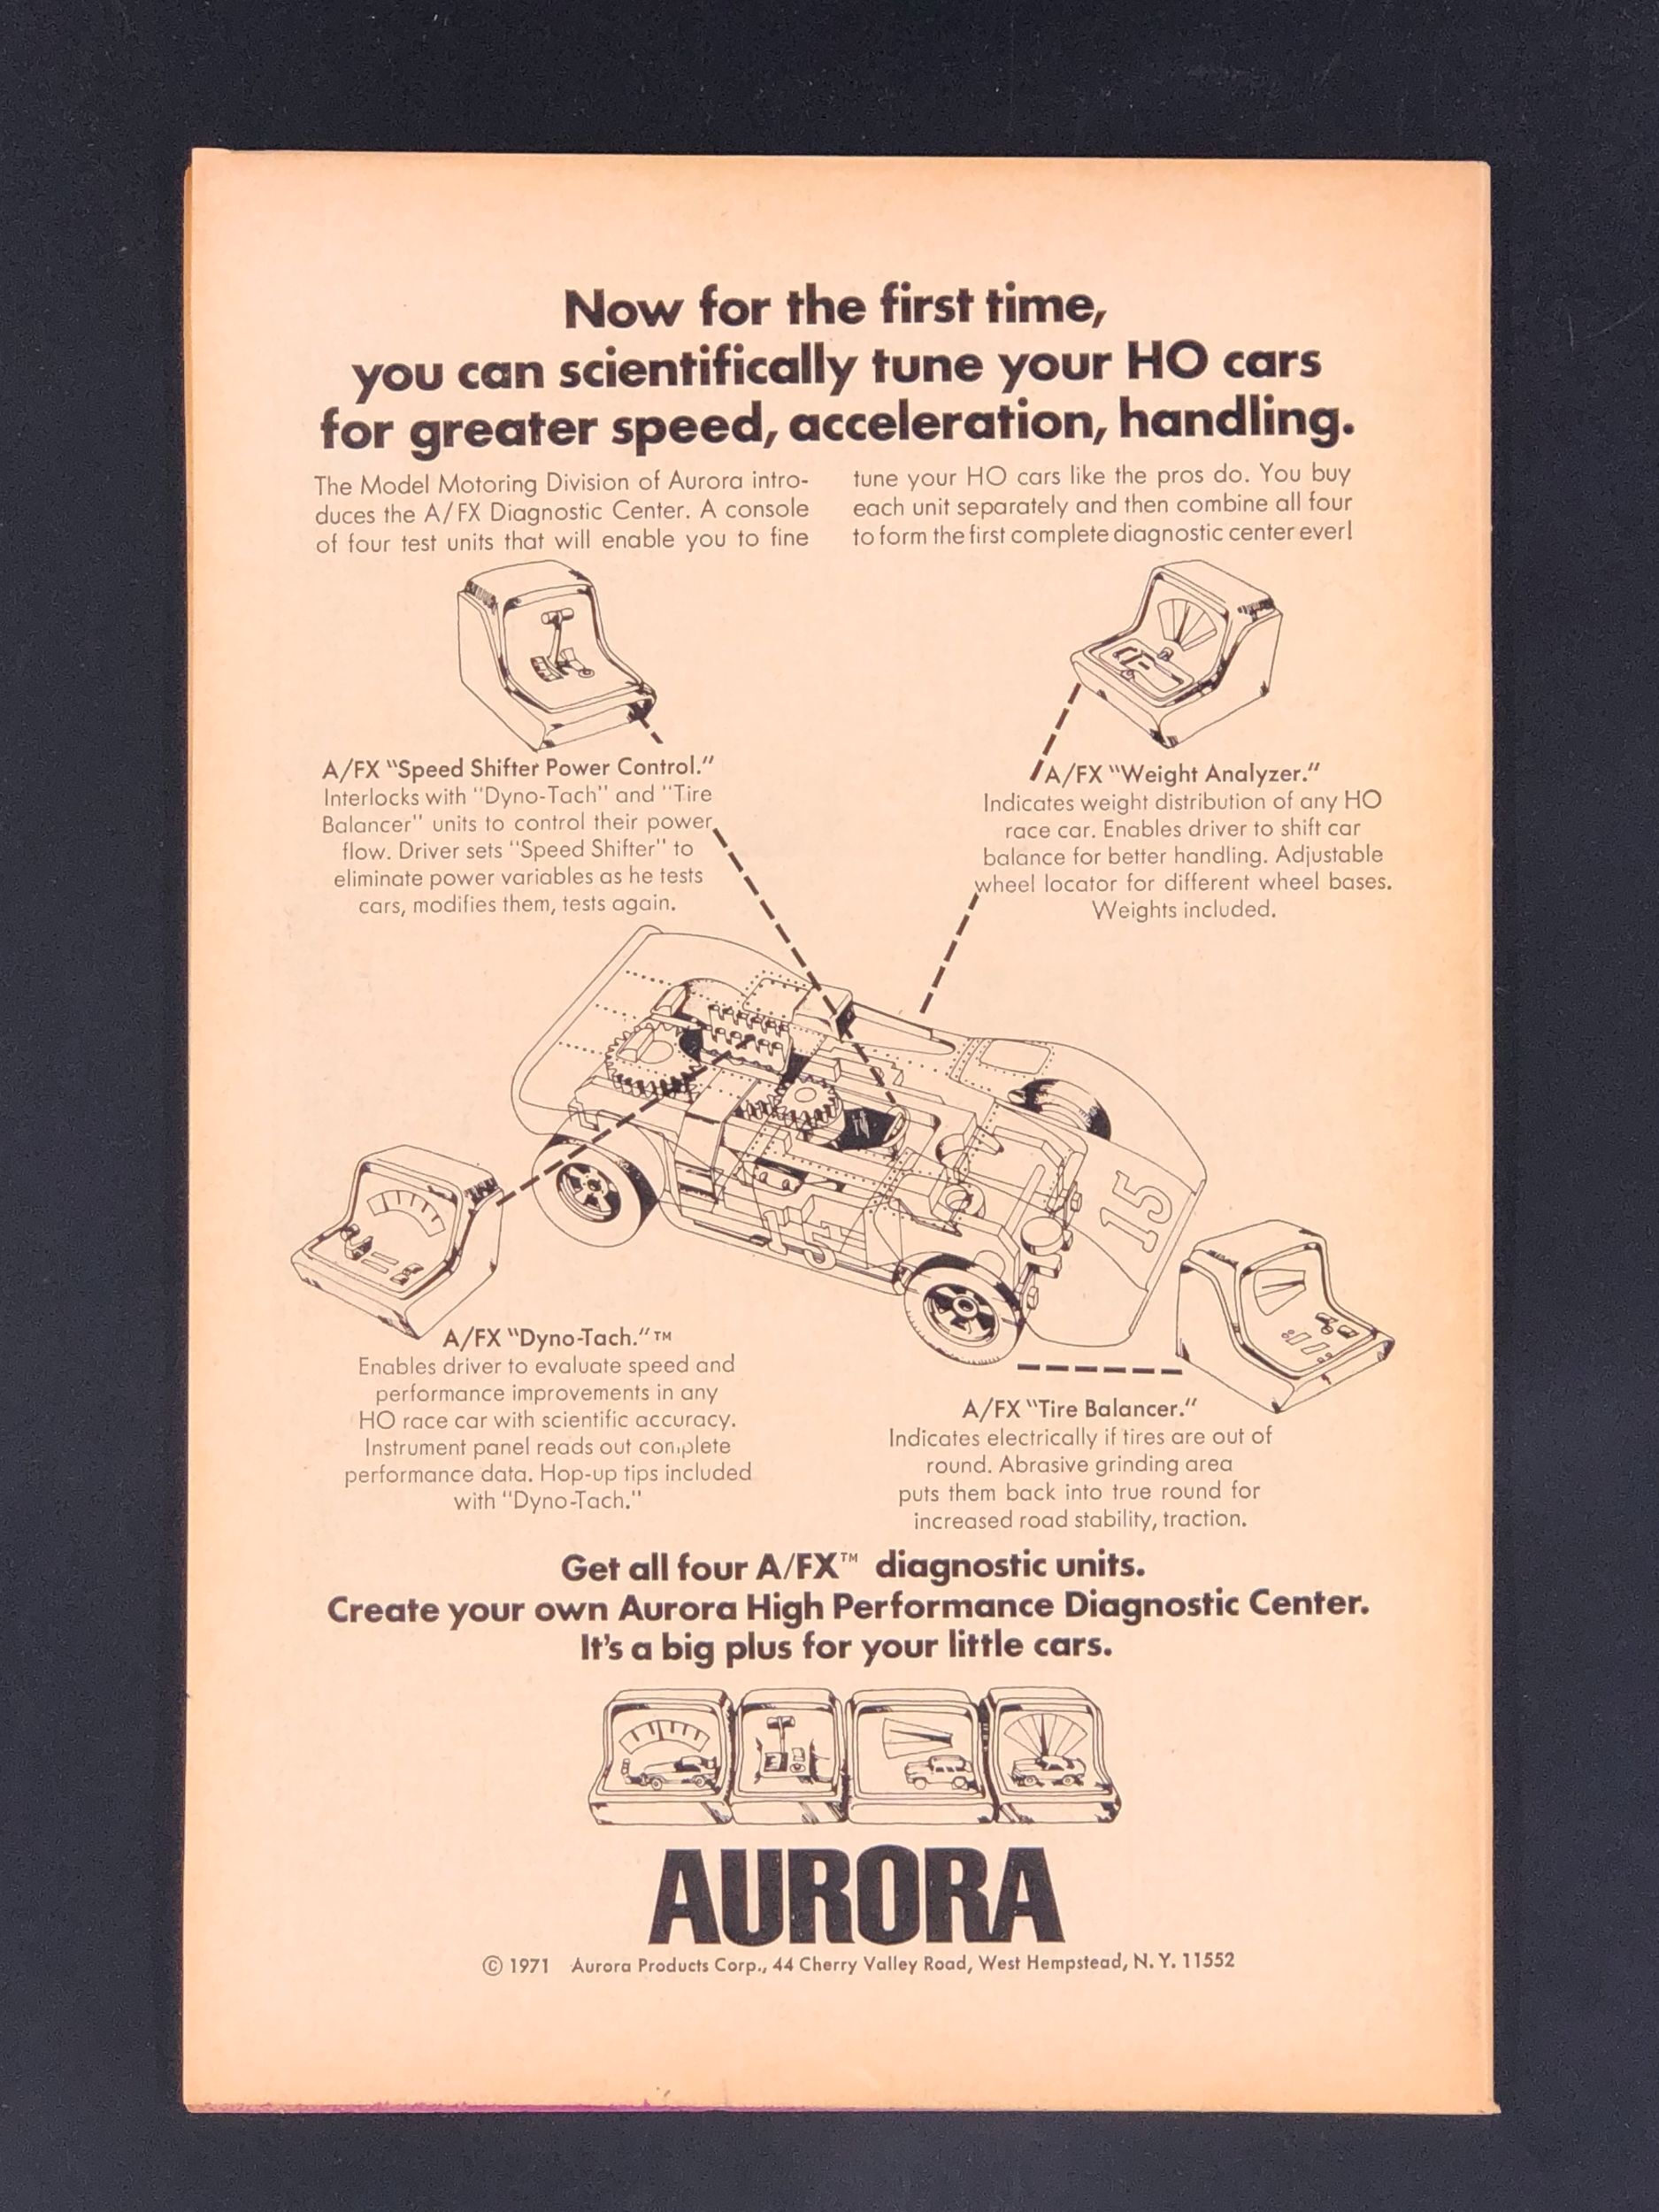 Now for the first time,
you can scientifically tune your HO cars
for greater speed, acceleration, handling.
The Model Motoring Division of Aurora intro-
duces the A/FX Diagnostic Center. A console
of four test units that will enable you to fine
tune your HO cars like the pros do. You buy
each unit separately and then combine all four
to form the first complete diagnostic center ever!
A/FX "Speed Shifter Power Control."
Interlocks with "Dyno-Tach" and "Tire
Balancer" units to control their power
flow. Driver sets "Speed Shifter" to
eliminate power variables as he tests
cars, modifies them, tests again.
A/FX "Weight Analyzer."
Indicates weight distribution of any HO
race car. Enables driver to shift car
balance for better handling. Adjustable
wheel locator for different wheel bases.
Weights included.
15
15
A/FX "Dyno-Tach."™
Enables driver to evaluate speed and
performance improvements in any
HO race car with scientific accuracy.
Instrument panel reads out complete
performance data. Hop-up tips included
with "Dyno-Tach."
A/FX "Tire Balancer."
Indicates electrically if tires are out of
round. Abrasive grinding area
puts them back into true round for
increased road stability, traction.
Get all four A/FX™ diagnostic units.
Create your own Aurora High Performance Diagnostic Center.
It's a big plus for your little cars.
AURORA
© 1971 Aurora Products Corp., 44 Cherry Valley Road, West Hempstead, N. Y. 11552